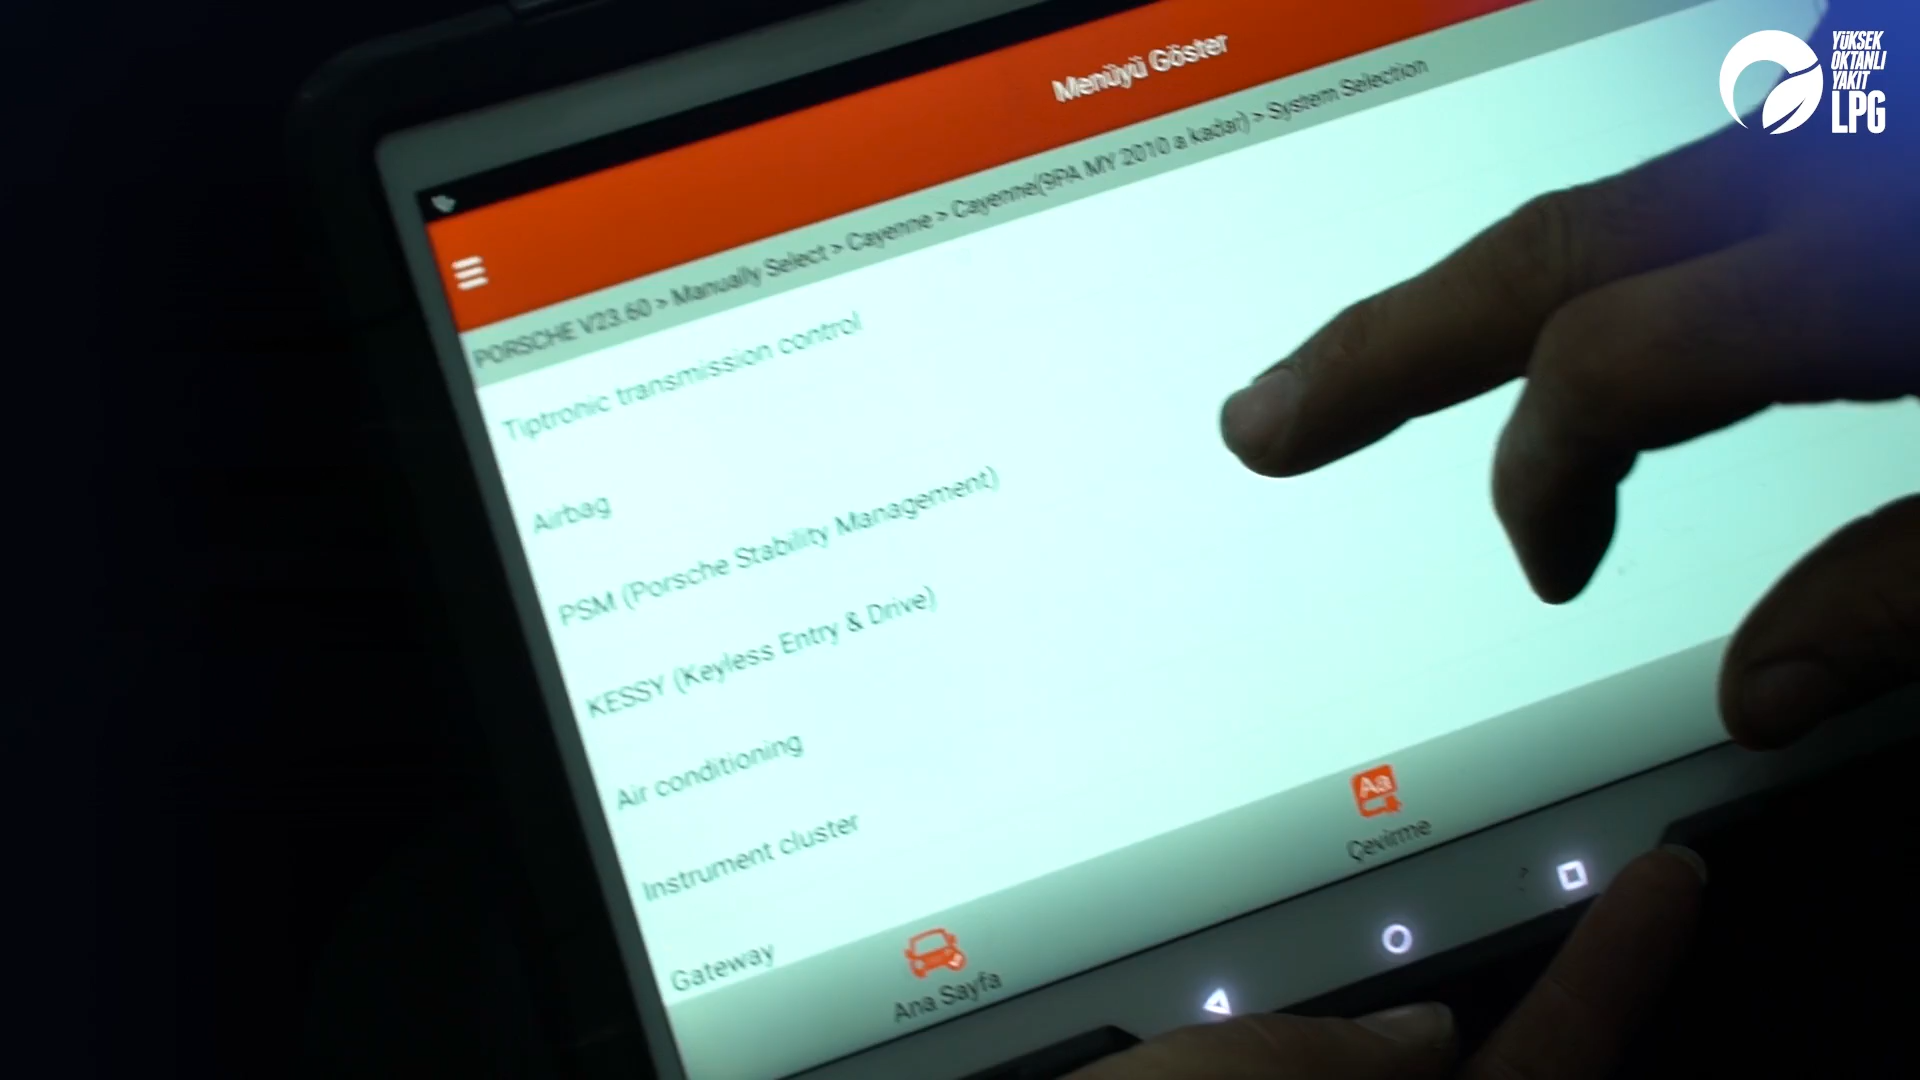 Menüyü Göster
PORSCHE V23.60 > Manually Select > Cayenne > Cayenne(9PA MY 2010 a kadar) > System Selection
Tiptronic transmission control
Airbag
PSM (Porsche Stability Management)
KESSY (Keyless Entry & Drive)
Air conditioning
Instrument cluster
Gateway
Ana Sayfa
Aa
Çevirme
YÜKSEK
OKTANLI
YAKIT
LPG